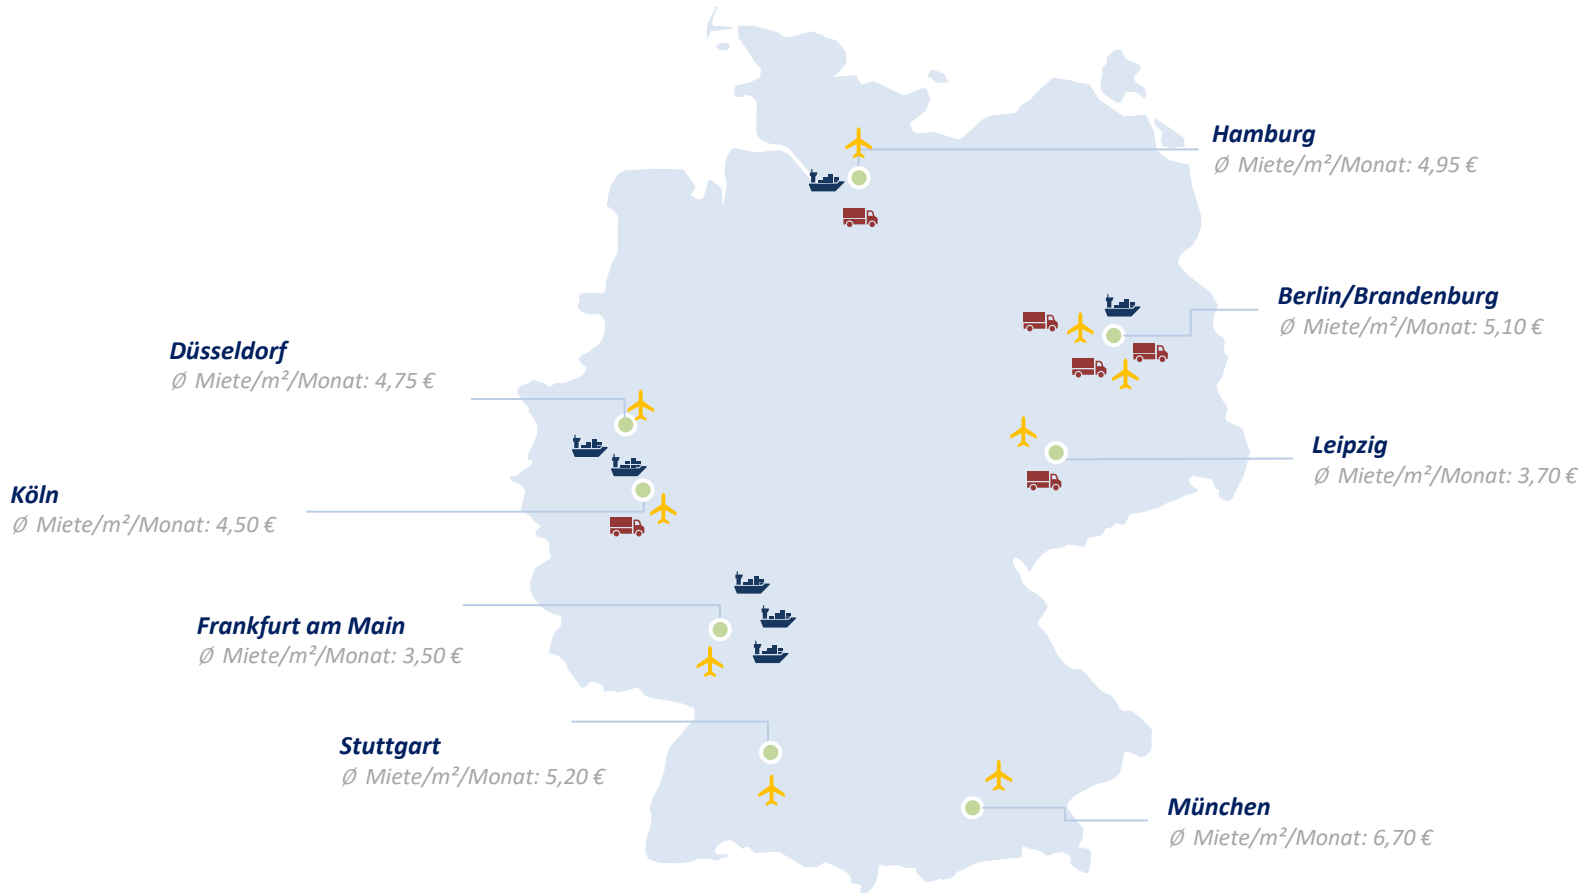 Hamburg
Ø Miete/m²/Monat: 4,95 €
Berlin/Brandenburg
Ø Miete/m²/Monat: 5,10 €
Düsseldorf
Ø Miete/m²/Monat: 4,75 €
Leipzig
Ø Miete/m²/Monat: 3,70 €
Köln
Ø Miete/m²/Monat: 4,50 €
Frankfurt am Main
Ø Miete/m²/Monat: 3,50 €
Stuttgart
Ø Miete/m²/Monat: 5,20 €
München
Ø Miete/m²/Monat: 6,70 €